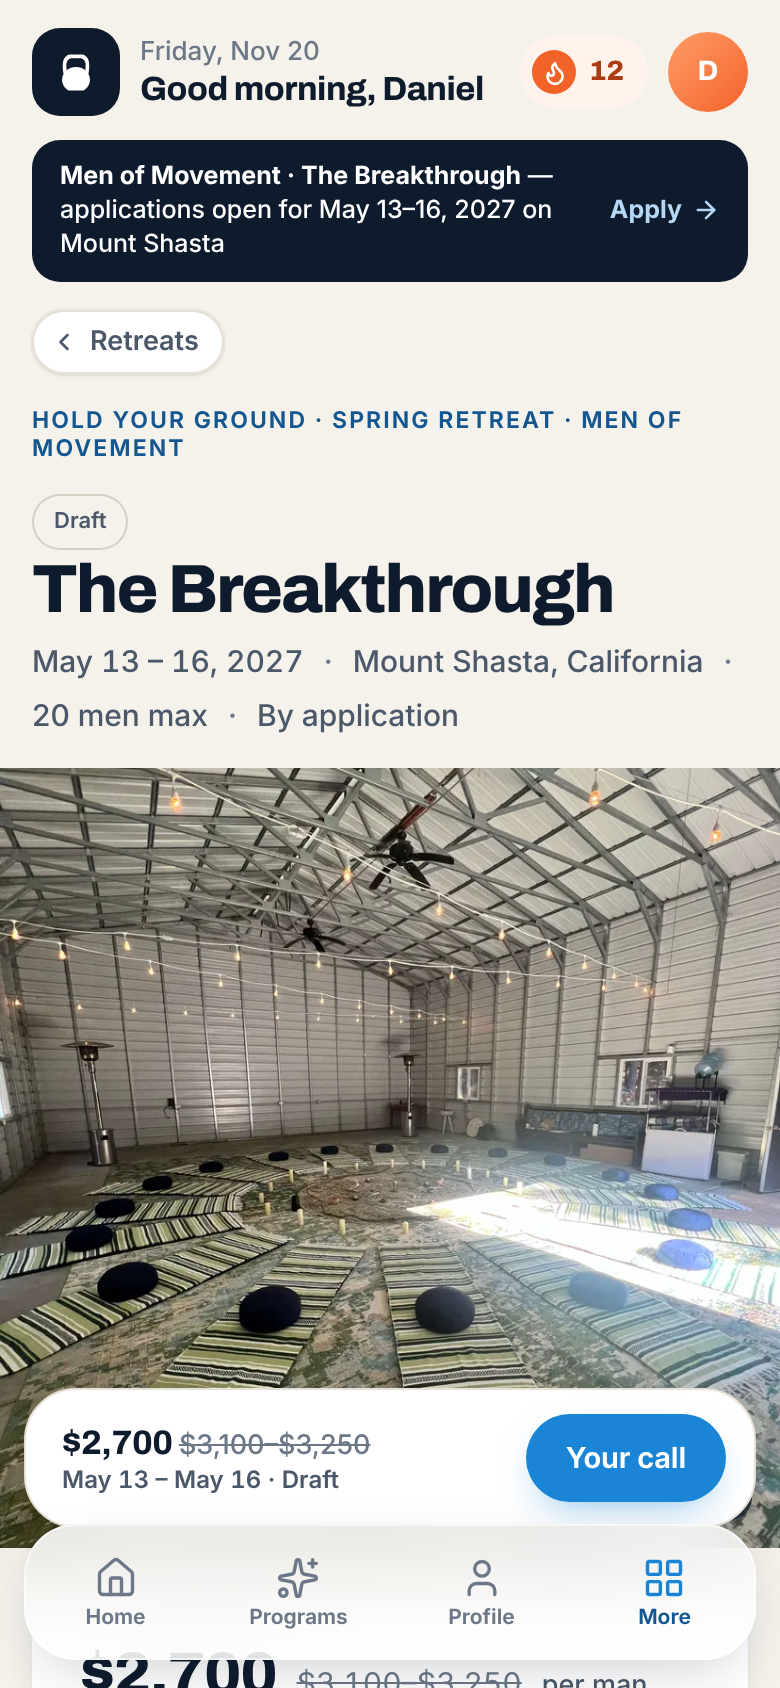 Friday, Nov 20
Good morning, Daniel
12
D
Men of Movement · The Breakthrough —
applications open for May 13–16, 2027 on
Mount Shasta
Apply →
Retreats
HOLD YOUR GROUND · SPRING RETREAT · MEN OF
MOVEMENT
Draft
The Breakthrough
May 13 – 16, 2027 · Mount Shasta, California ·
20 men max · By application
$2,700 $3,100–$3,250
May 13 – May 16 · Draft
Your call
Home
Programs
Profile
More
$2,700 $3,100–$3,250 per man